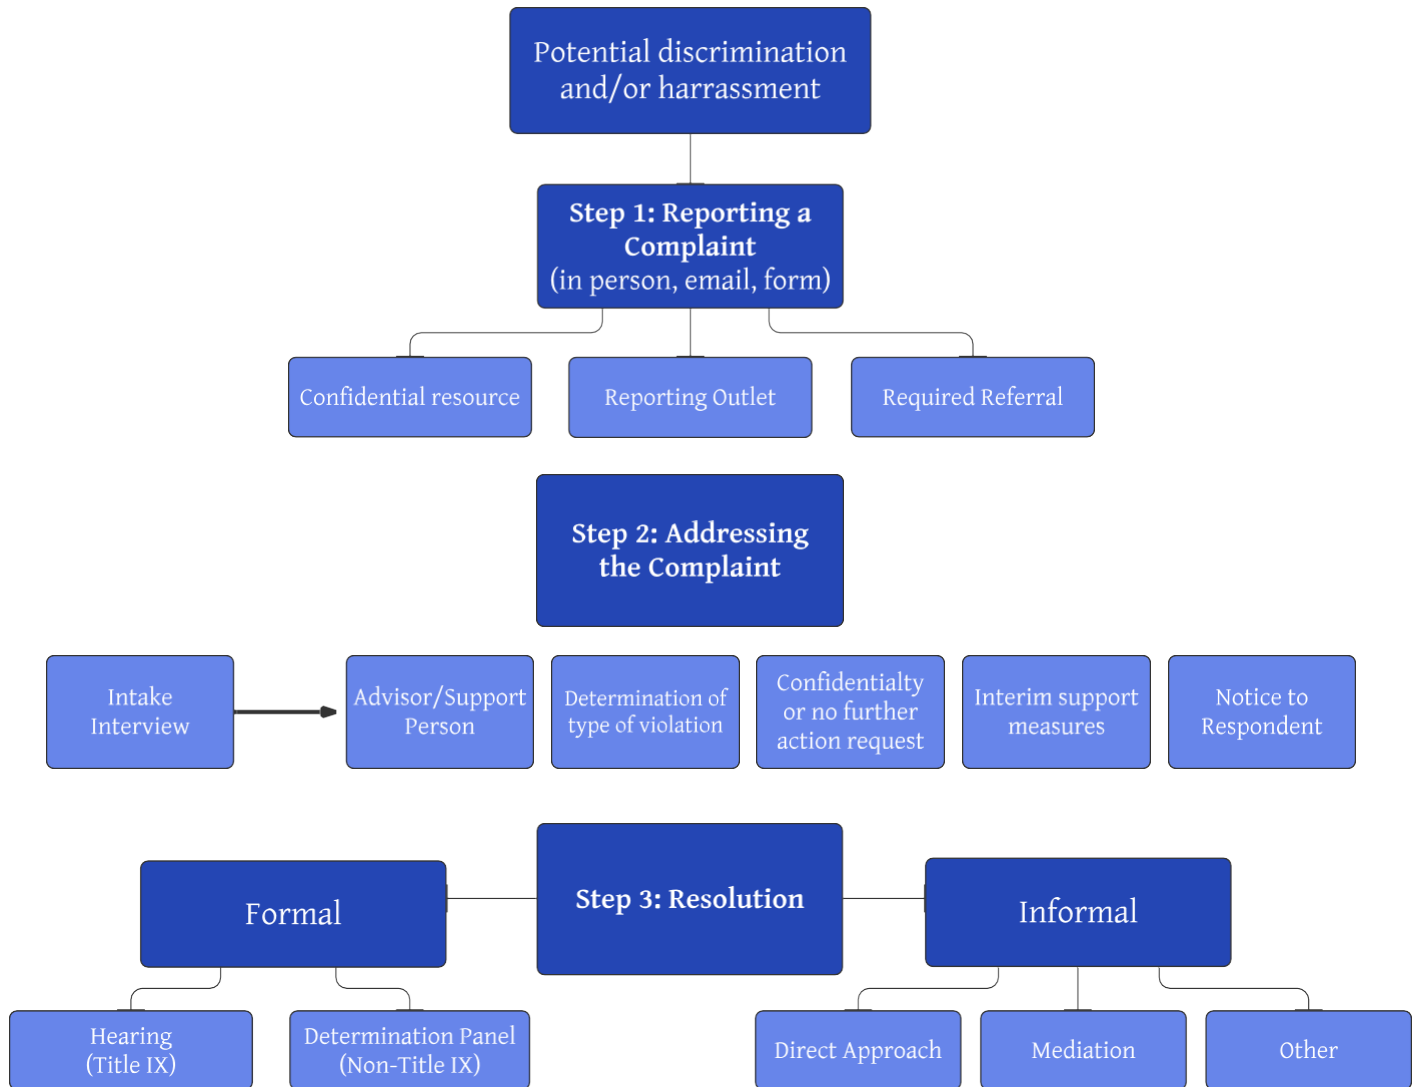 Potential discrimination
and/or harrassment
Step 1: Reporting a
Complaint
(in person, email, form)
Confidential resource
Reporting Outlet
Required Referral
Step 2: Addressing
the Complaint
Intake
Interview
Advisor/Support
Person
Determination of
type of violation
Confidentialty
or no further
action request
Interim support
measures
Notice to
Respondent
Step 3: Resolution
Formal
Informal
Hearing
(Title IX)
Determination Panel
(Non-Title IX)
Direct Approach
Mediation
Other